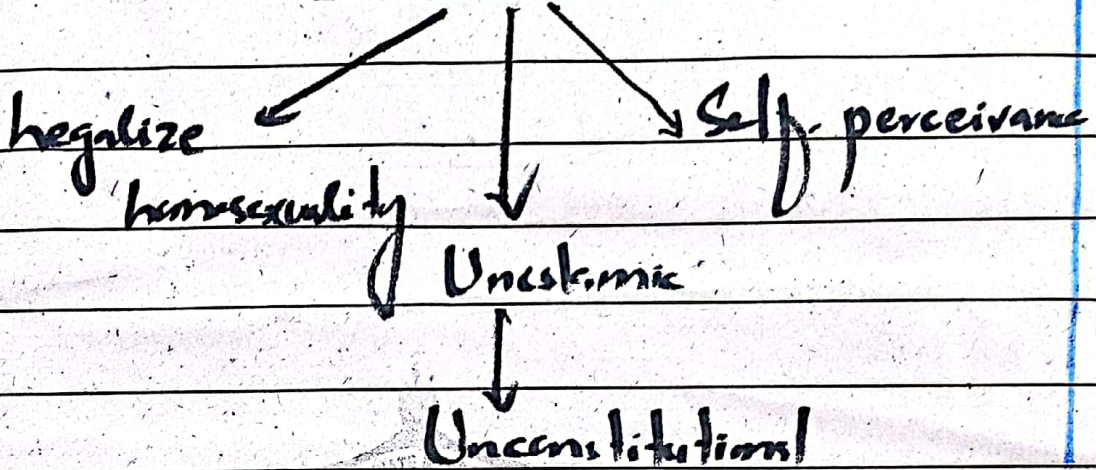 Legalize
Self-perceivance
homosexuality
Unislamic
Unconstitutional